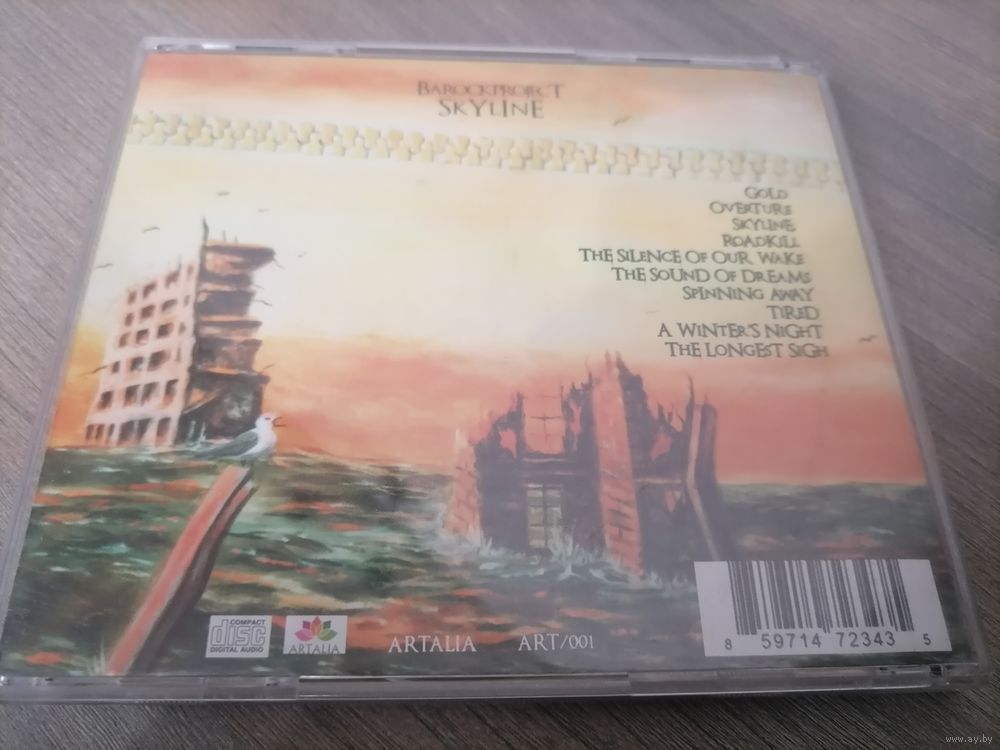 BAROCKPROJECT
SKYLINE
GOLD
OVERTURE
SKYLINE
ROADKILL
THE SILENCE OF OUR WAKE
THE SOUND OF DREAMS
SPINNING AWAY
TIRED
A WINTER'S NIGHT
THE LONGEST SIGH
COMPACT
disc
DIGITAL AUDIO
ARTALIA
ARTALIA ART/001
8 59714 72343 5
www.ay.by